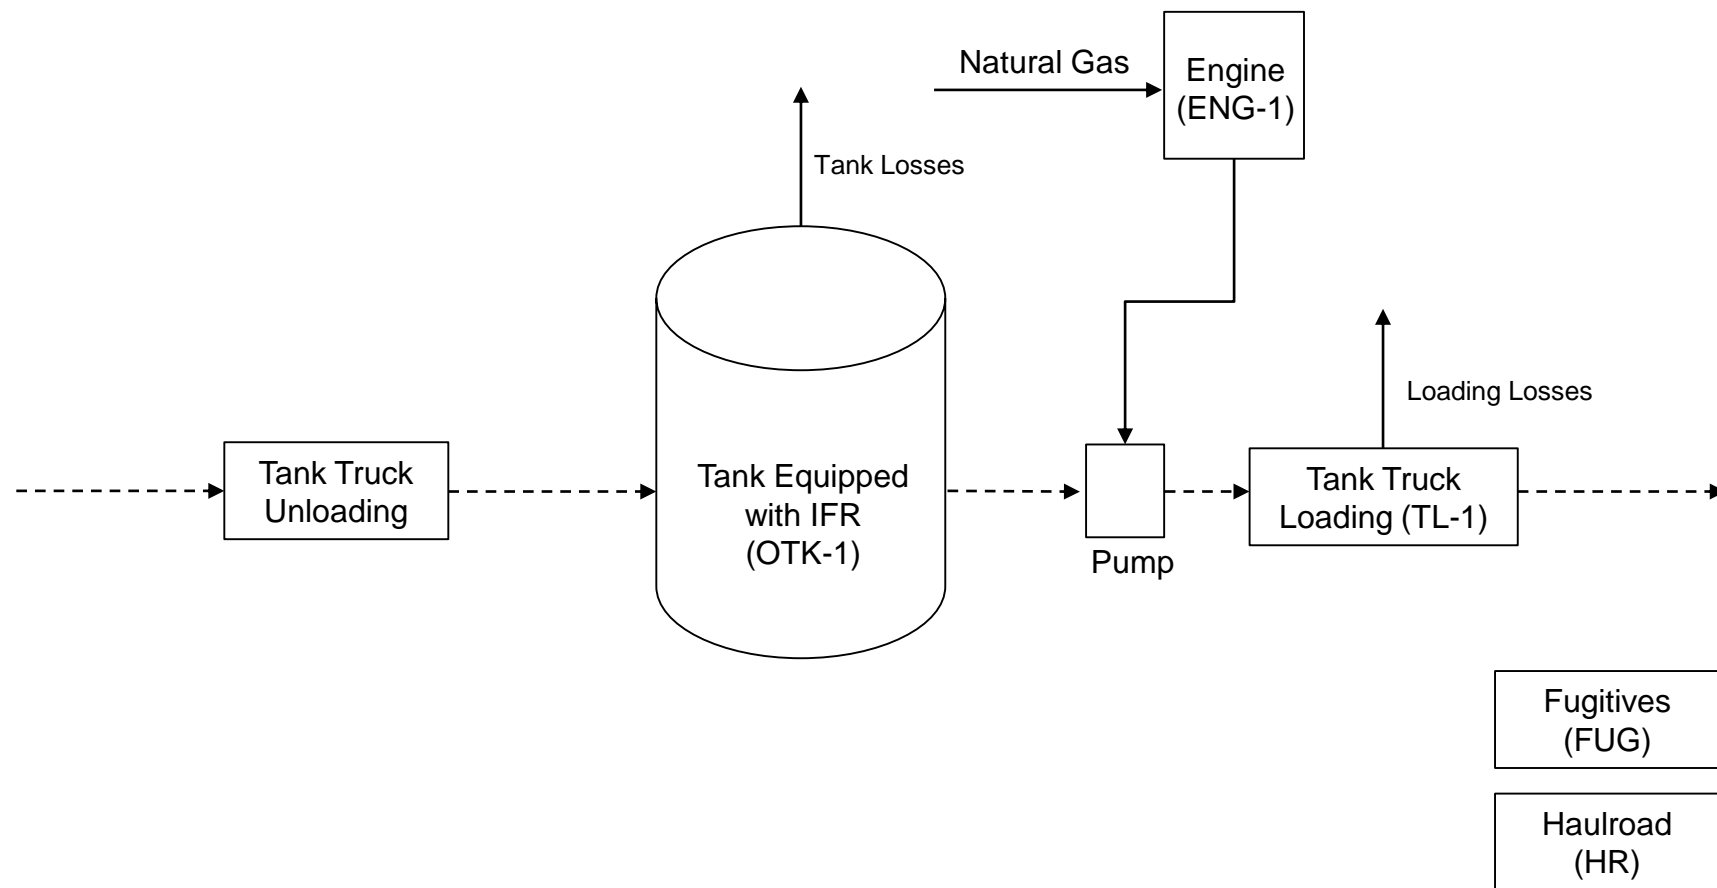 Natural Gas
Engine
(ENG-1)
Tank Losses
Loading Losses
Tank Truck
Unloading
Tank Equipped
with IFR
(OTK-1)
Pump
Tank Truck
Loading (TL-1)
Fugitives
(FUG)
Haulroad
(HR)